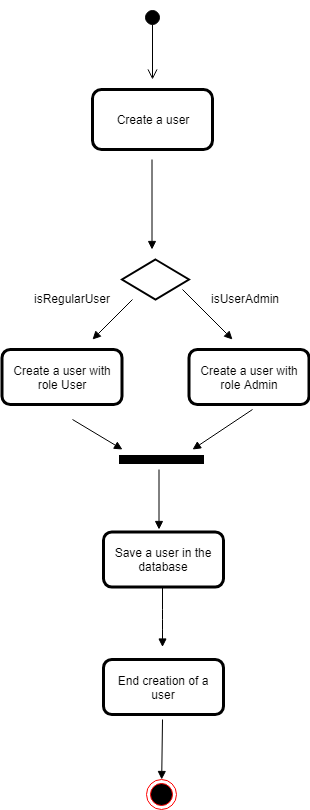 Create a user
isRegularUser
isUserAdmin
Create a user with
role User
Create a user with
role Admin
Save a user in the
database
End creation of a
user